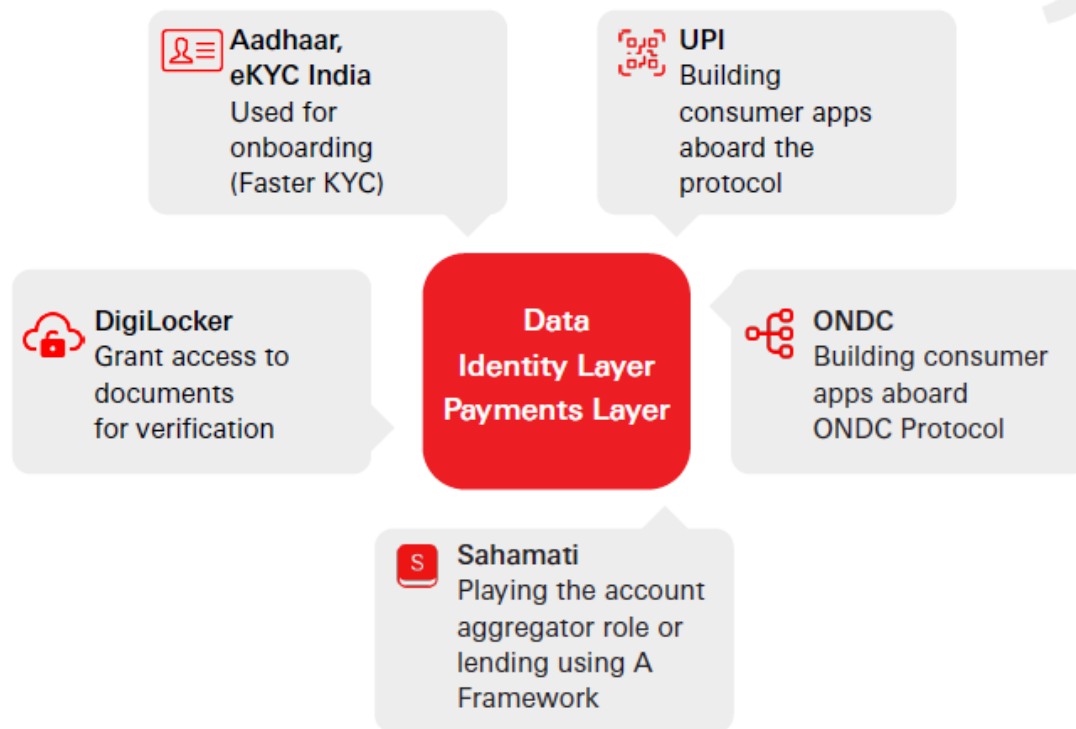 Aadhaar,
eKYC India
Used for
onboarding
(Faster KYC)
UPI
Building
consumer apps
aboard the
protocol
DigiLocker
Grant access to
documents
for verification
Data
Identity Layer
Payments Layer
ONDC
Building consumer
apps aboard
ONDC Protocol
S
Sahamati
Playing the account
aggregator role or
lending using A
Framework